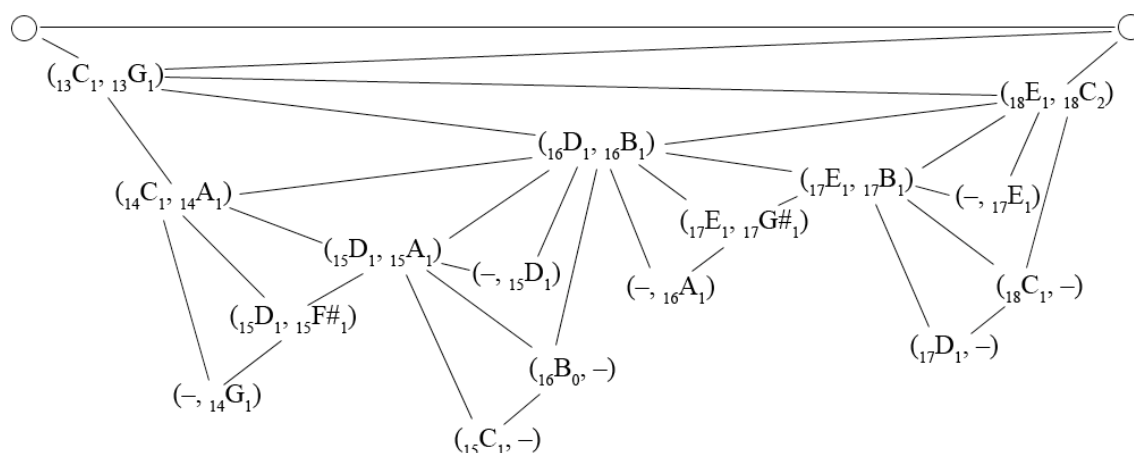 (₁₃C₁, ₁₃G₁)
(₁₈E₁, ₁₈C₂)
(₁₆D₁, ₁₆B₁)
(₁₄C₁, ₁₄A₁)
(₁₇E₁, ₁₇B₁)
(–, ₁₇E₁)
(₁₇E₁, ₁₇G#₁)
(₁₅D₁, ₁₅A₁)
(–, ₁₅D₁)
(–, ₁₆A₁)
(₁₈C₁, –)
(₁₅D₁, ₁₅F#₁)
(₁₇D₁, –)
(₁₆B₀, –)
(–, ₁₄G₁)
(₁₅C₁, –)